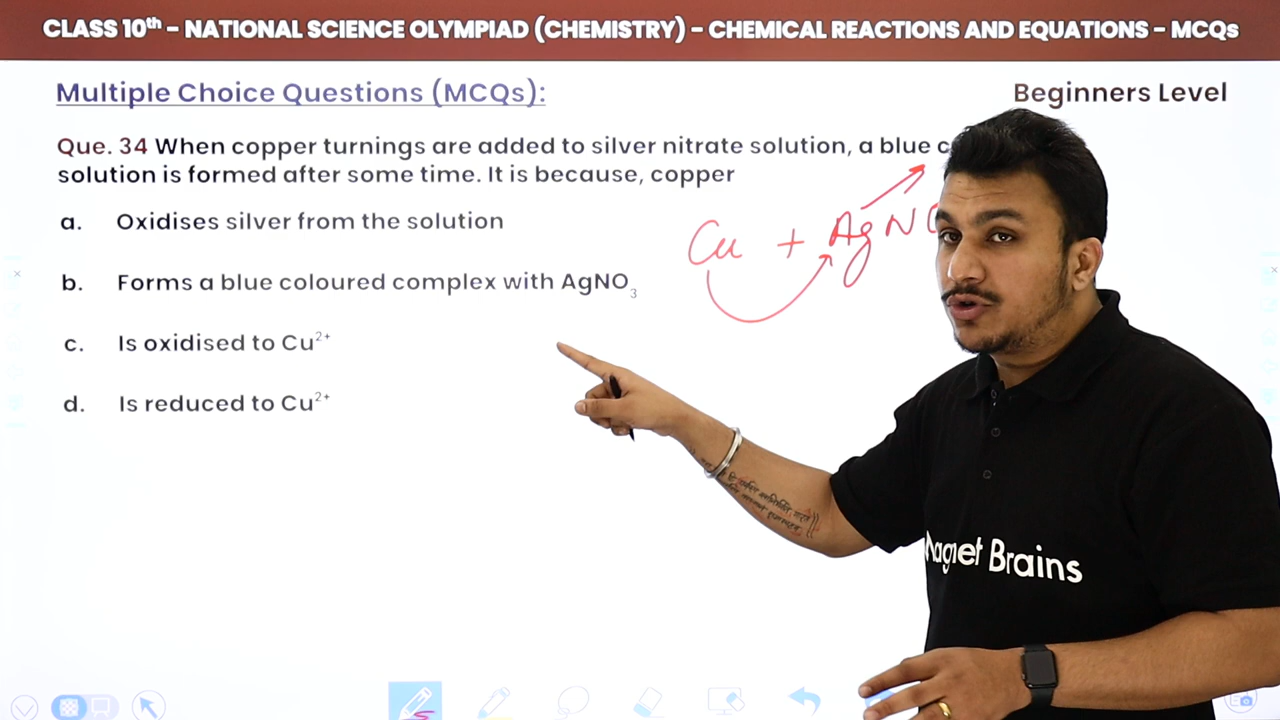 CLASS 10th – NATIONAL SCIENCE OLYMPIAD (CHEMISTRY) – CHEMICAL REACTIONS AND EQUATIONS – MCQs
Multiple Choice Questions (MCQs): Beginners Level
Que. 34 When copper turnings are added to silver nitrate solution, a blue c
solution is formed after some time. It is because, copper
a. Oxidises silver from the solution
Cu + AgN
b. Forms a blue coloured complex with AgNO₃
c. Is oxidised to Cu²⁺
d. Is reduced to Cu²⁺
Magnet Brains